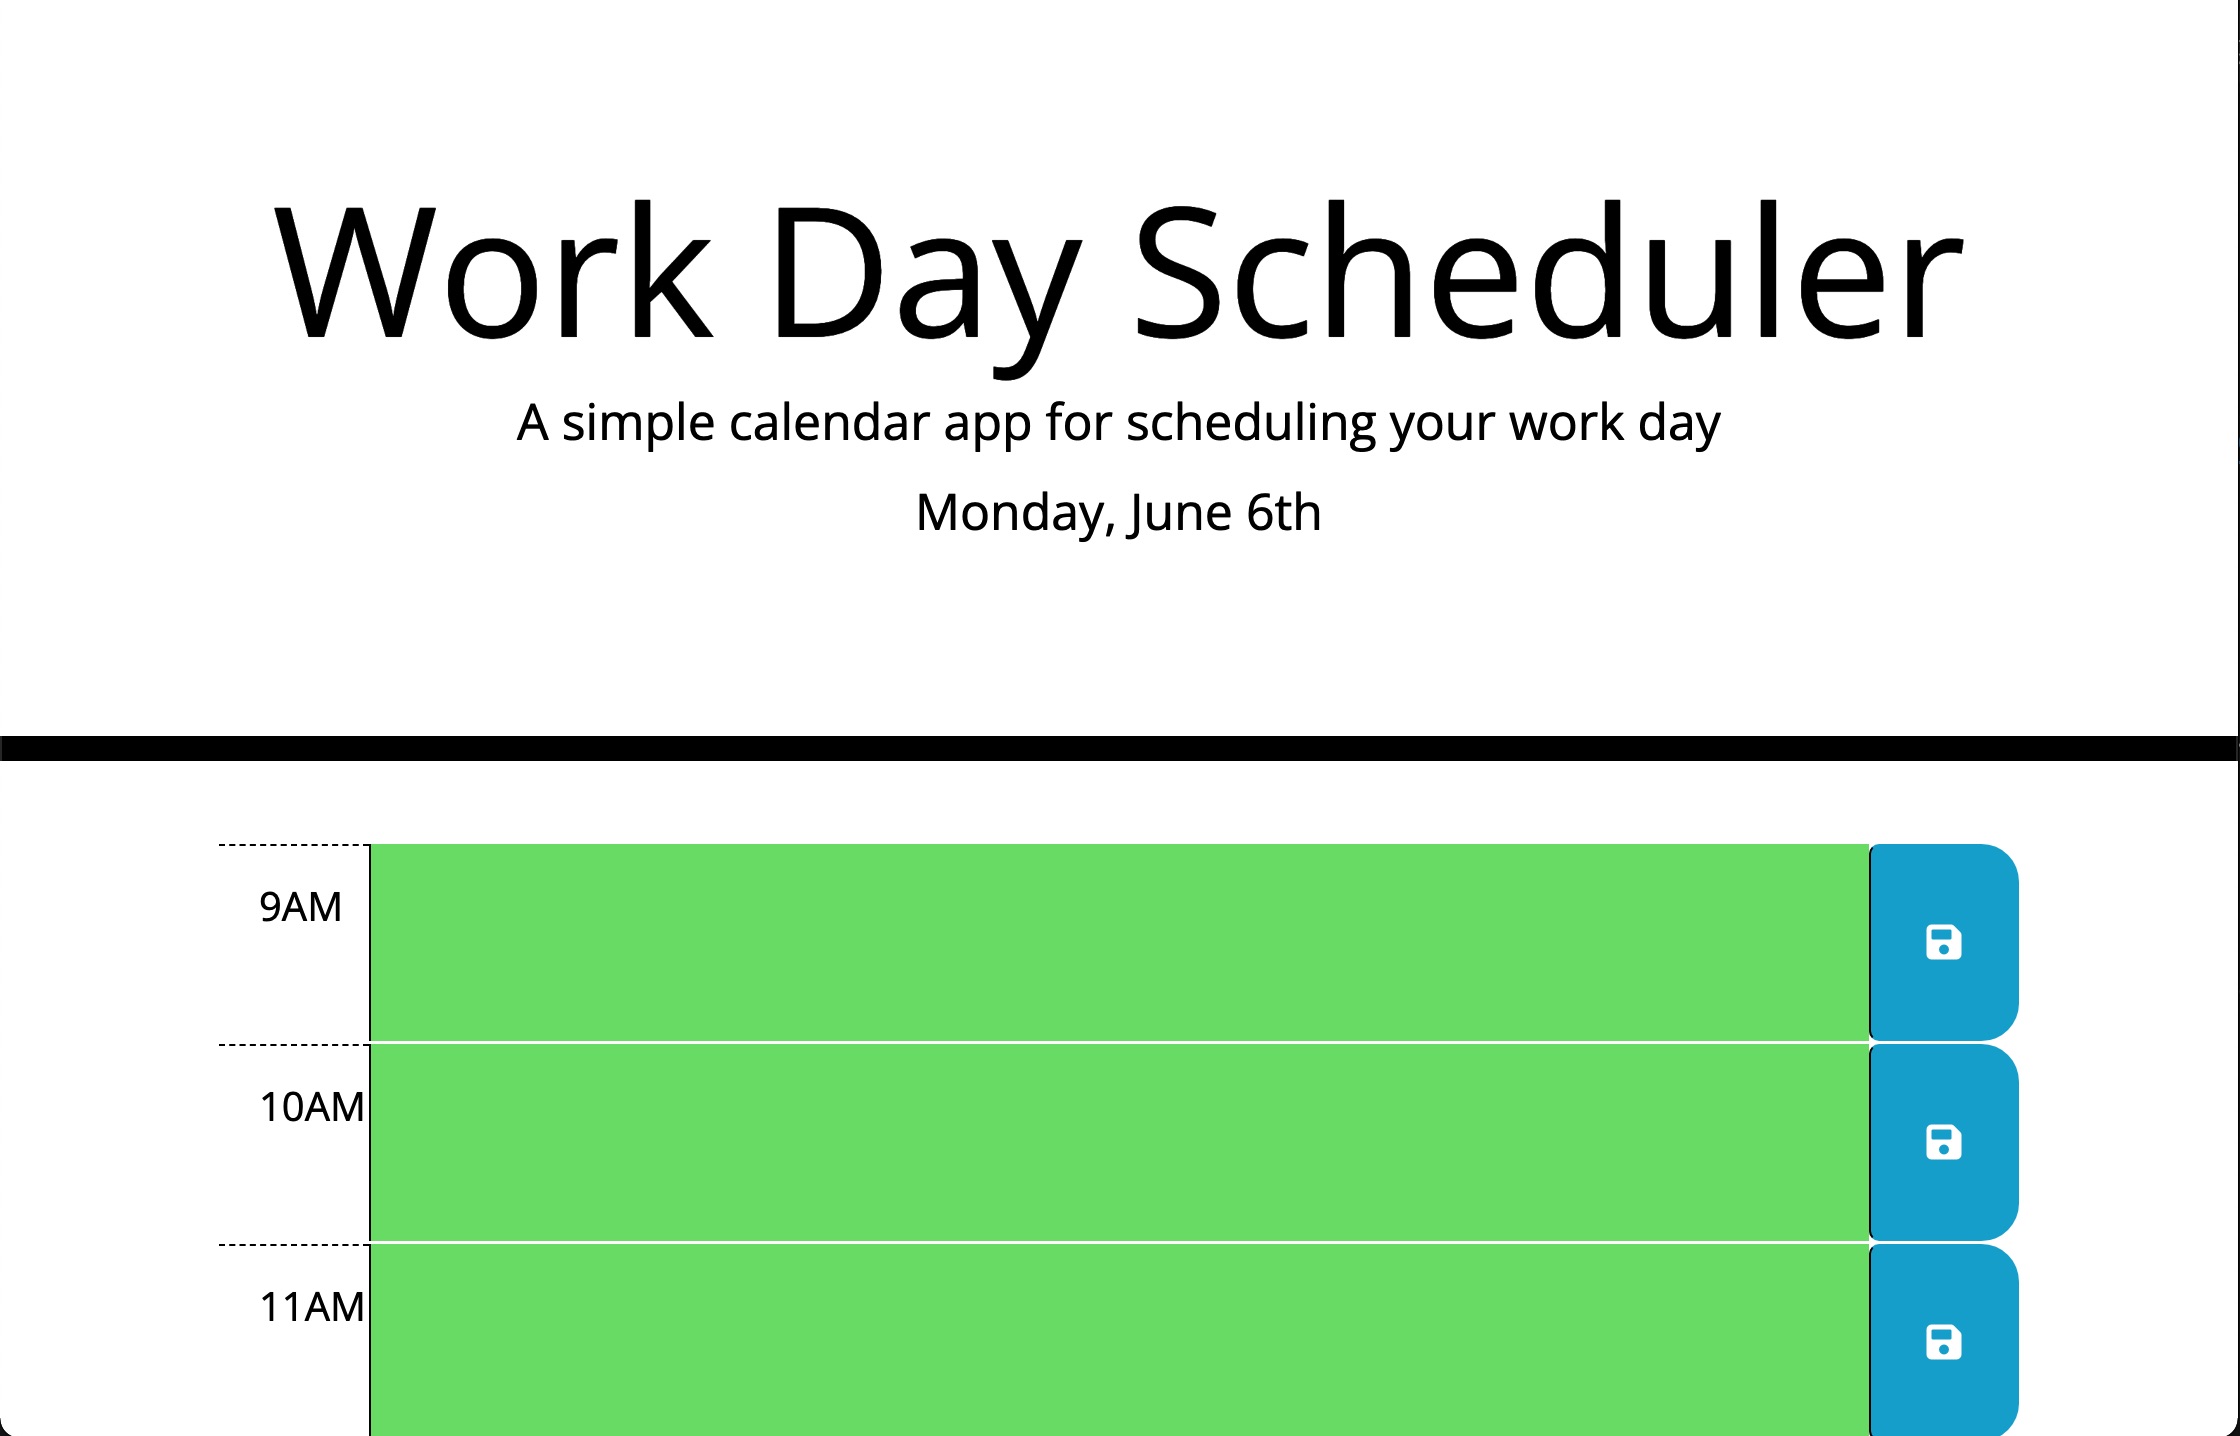 Work Day Scheduler
A simple calendar app for scheduling your work day
Monday, June 6th
9AM
10AM
11AM